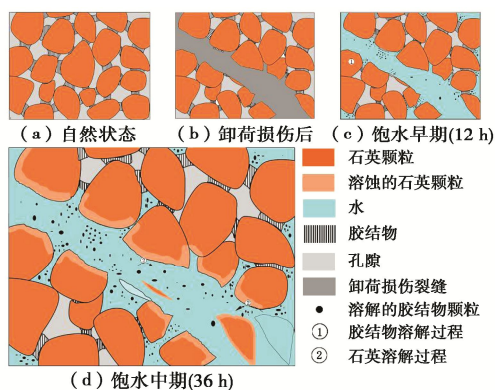 (a)自然状态
(b)卸荷损伤后
(c)饱水早期(12 h)
①
(d)饱水中期(36 h)
石英颗粒
溶蚀的石英颗粒
水
胶结物
孔隙
卸荷损伤裂缝
溶解的胶结物颗粒
① 胶结物溶解过程
② 石英溶解过程